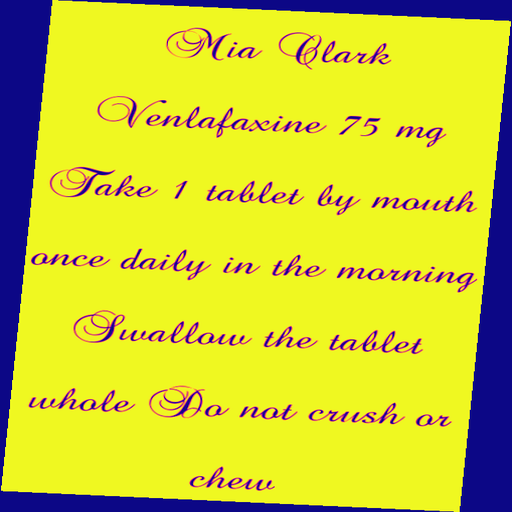 Mia Clark
Venlafaxine 75 mg
Take 1 tablet by mouth
once daily in the morning
Swallow the tablet
whole Do not crush or
chew